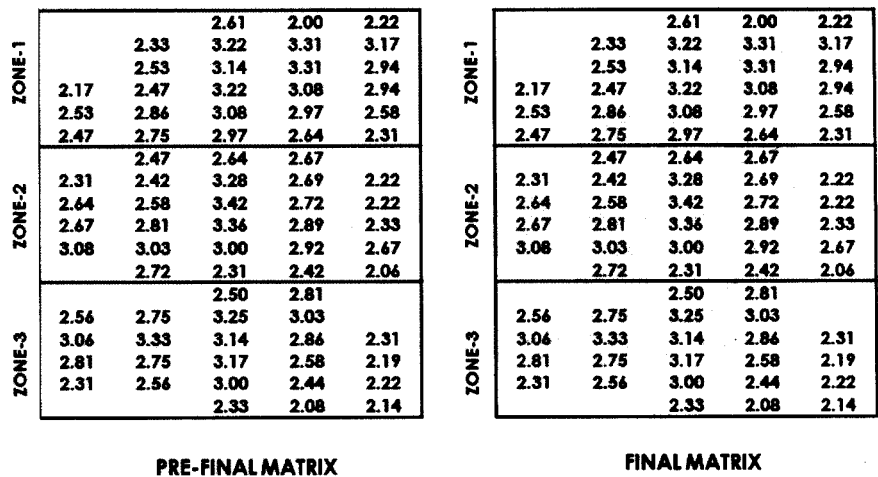 ZONE-1
2.61 2.00 2.22
2.33 3.22 3.31 3.17
2.53 3.14 3.31 2.94
2.17 2.47 3.22 3.08 2.94
2.53 2.86 3.08 2.97 2.58
2.47 2.75 2.97 2.64 2.31
ZONE-2
2.47 2.64 2.67
2.31 2.42 3.28 2.69 2.22
2.64 2.58 3.42 2.72 2.22
2.67 2.81 3.36 2.89 2.33
3.08 3.03 3.00 2.92 2.67
2.72 2.31 2.42 2.06
ZONE-3
2.50 2.81
2.56 2.75 3.25 3.03
3.06 3.33 3.14 2.86 2.31
2.81 2.75 3.17 2.58 2.19
2.31 2.56 3.00 2.44 2.22
2.33 2.08 2.14
PRE-FINAL MATRIX
ZONE-1
2.61 2.00 2.22
2.33 3.22 3.31 3.17
2.53 3.14 3.31 2.94
2.17 2.47 3.22 3.08 2.94
2.53 2.86 3.08 2.97 2.58
2.47 2.75 2.97 2.64 2.31
ZONE-2
2.47 2.64 2.67
2.31 2.42 3.28 2.69 2.22
2.64 2.58 3.42 2.72 2.22
2.67 2.81 3.36 2.89 2.33
3.08 3.03 3.00 2.92 2.67
2.72 2.31 2.42 2.06
ZONE-3
2.50 2.81
2.56 2.75 3.25 3.03
3.06 3.33 3.14 2.86 2.31
2.81 2.75 3.17 2.58 2.19
2.31 2.56 3.00 2.44 2.22
2.33 2.08 2.14
FINAL MATRIX